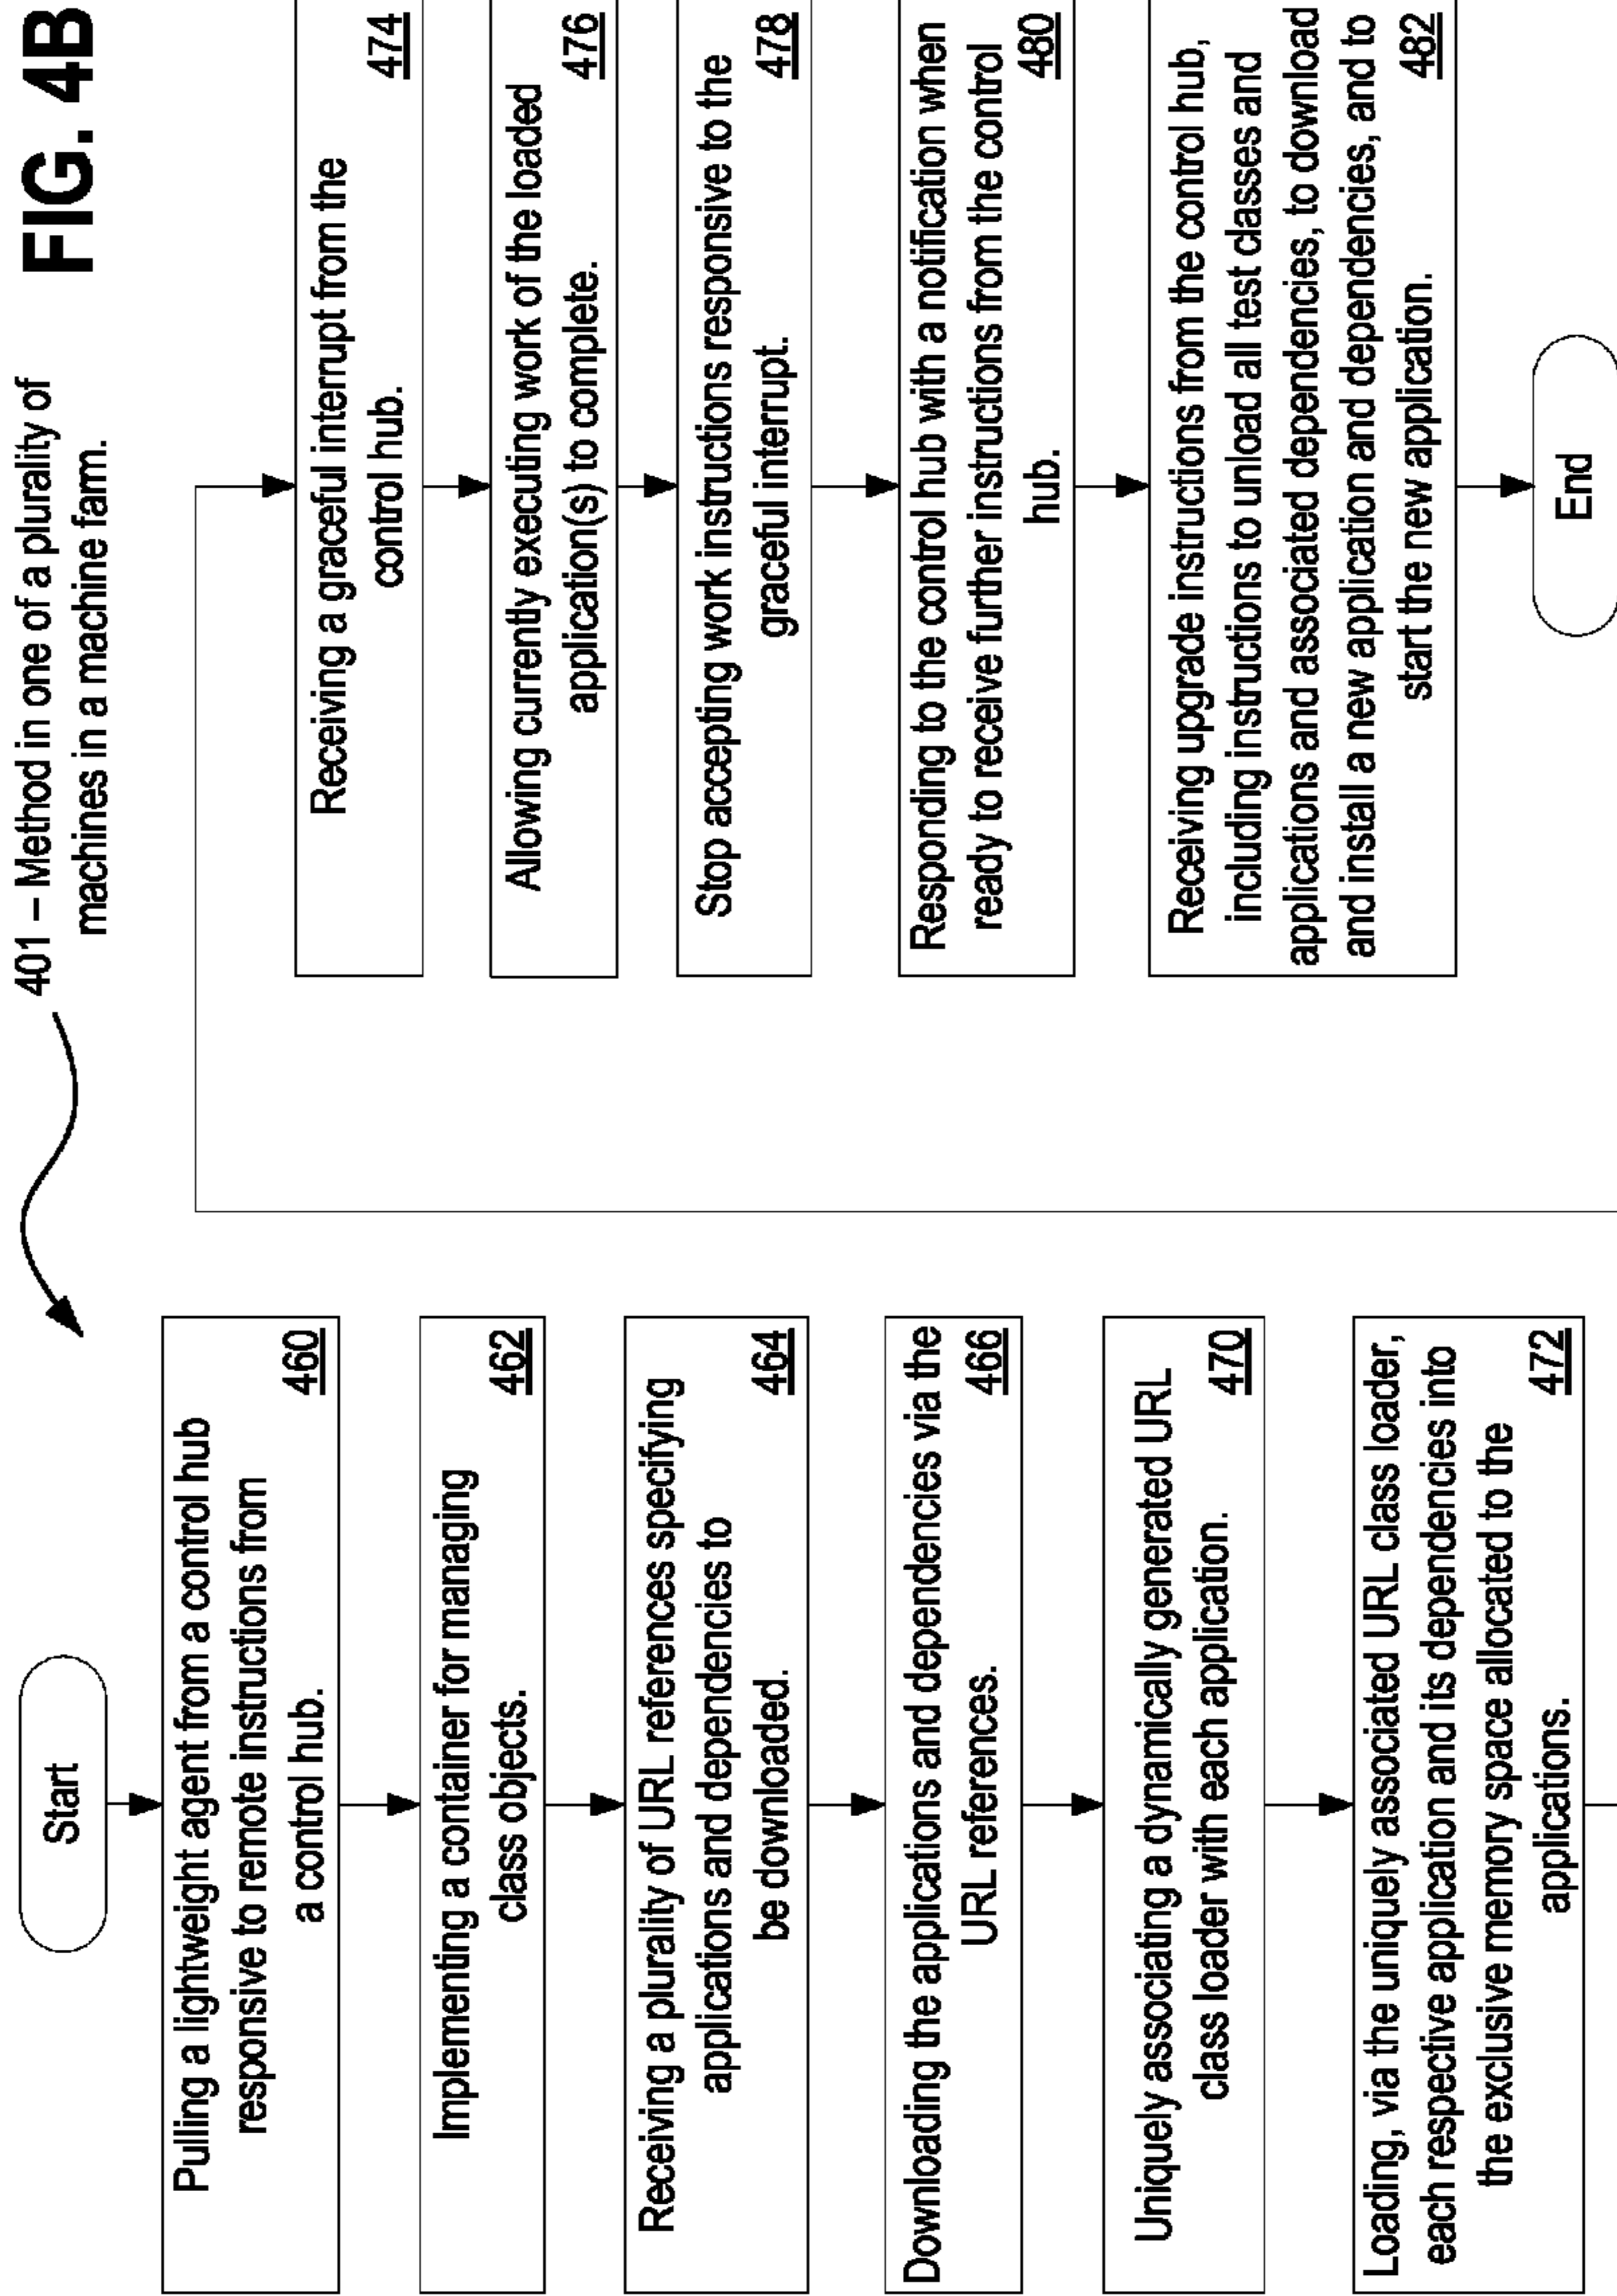 401 – Method in one of a plurality of
machines in a machine farm.
FIG. 4B
Start
Pulling a lightweight agent from a control hub
responsive to remote instructions from
a control hub.
460
Implementing a container for managing
class objects.
462
Receiving a plurality of URL references specifying
applications and dependencies to
be downloaded.
464
Downloading the applications and dependencies via the
URL references.
466
Uniquely associating a dynamically generated URL
class loader with each application.
470
Loading, via the uniquely associated URL class loader,
each respective application and its dependencies into
the exclusive memory space allocated to the
applications.
472
Receiving a graceful interrupt from the
control hub.
474
Allowing currently executing work of the loaded
application(s) to complete.
476
Stop accepting work instructions responsive to the
graceful interrupt.
478
Responding to the control hub with a notification when
ready to receive further instructions from the control
hub.
480
Receiving upgrade instructions from the control hub,
including instructions to unload all test classes and
applications and associated dependencies, to download
and install a new application and dependencies, and to
start the new application.
482
End